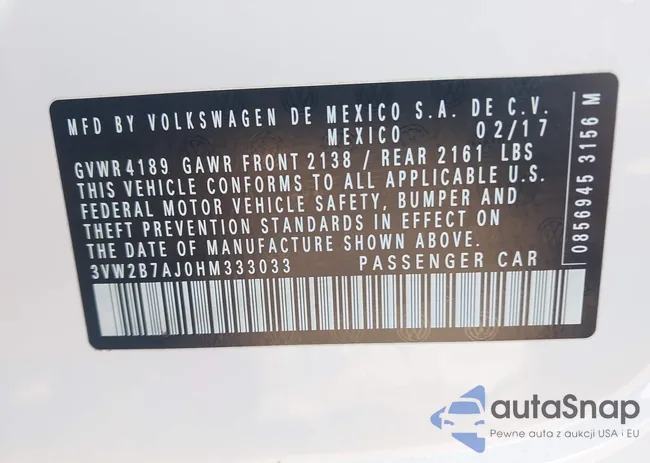 MFD BY VOLKSWAGEN DE MEXICO S.A. DE C.V.
MEXICO 02/17
GVWR 4189 GAWR FRONT 2138 / REAR 2161 LBS
THIS VEHICLE CONFORMS TO ALL APPLICABLE U.S.
FEDERAL MOTOR VEHICLE SAFETY, BUMPER AND
THEFT PREVENTION STANDARDS IN EFFECT ON
THE DATE OF MANUFACTURE SHOWN ABOVE.
3VW2B7AJ0HM333033 PASSENGER CAR
0856945 3156 M
autaSnap
Pewne auta z aukcji USA i EU